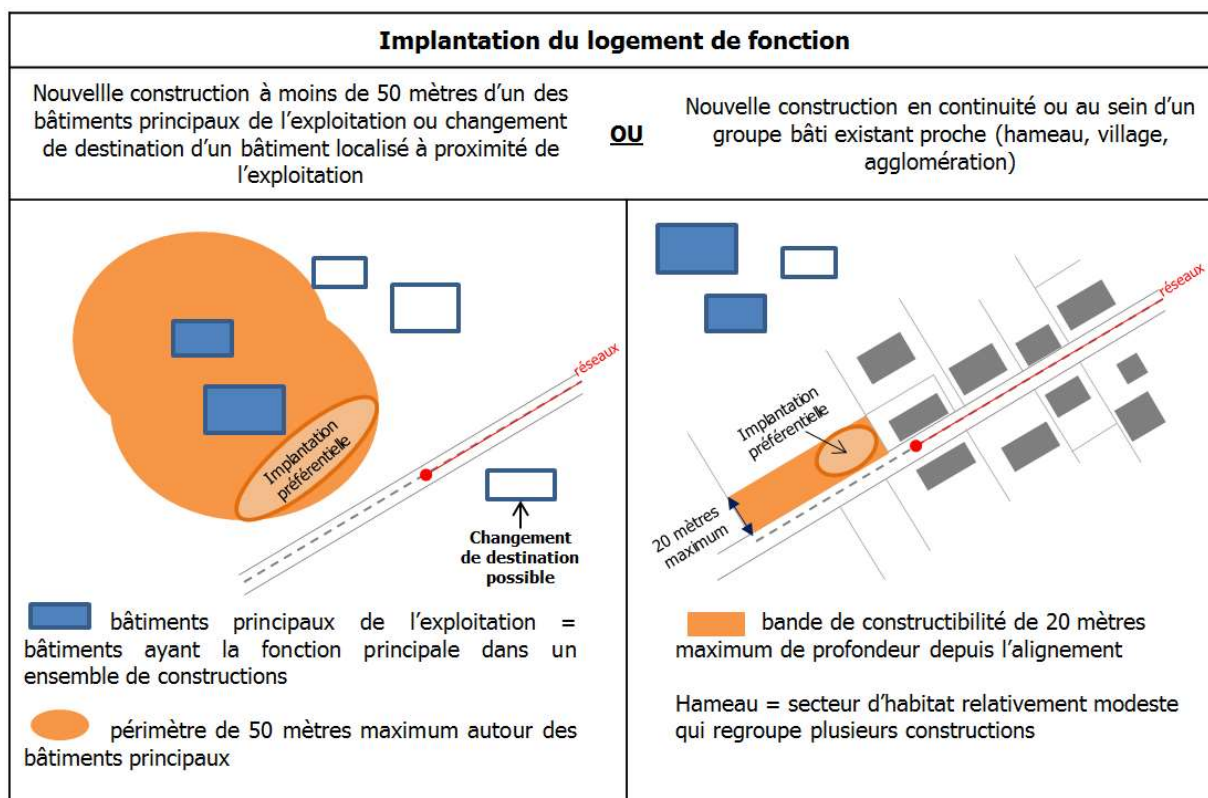 Implantation du logement de fonction
Nouvellle construction à moins de 50 mètres d'un des
bâtiments principaux de l'exploitation ou changement
de destination d'un bâtiment localisé à proximité de
l'exploitation
OU
Nouvelle construction en continuité ou au sein d'un
groupe bâti existant proche (hameau, village,
agglomération)
réseaux
Implantation
préférentielle
Changement
de destination
possible
bâtiments principaux de l'exploitation =
bâtiments ayant la fonction principale dans un
ensemble de constructions
périmètre de 50 mètres maximum autour des
bâtiments principaux
réseaux
Implantation
préférentielle
20 mètres
maximum
bande de constructibilité de 20 mètres
maximum de profondeur depuis l'alignement
Hameau = secteur d'habitat relativement modeste
qui regroupe plusieurs constructions